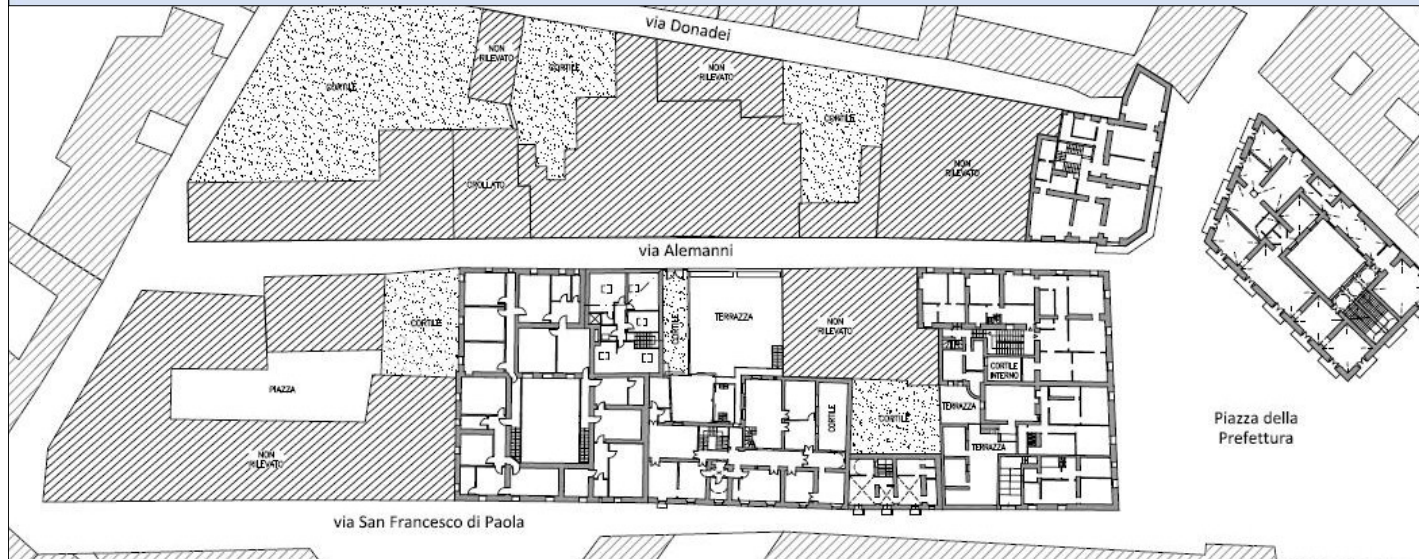 via Donadei
NON
RILEVATO
CORTILE
CORTILE
NON
RILEVATO
CORTILE
CROLLATO
NON
RILEVATO
via Alemanni
CORTILE
CORTILE
TERRAZZA
NON
RILEVATO
CORTILE
INTERNO
PIAZZA
CORTILE
CORTILE
TERRAZZA
TERRAZZA
Piazza della
Prefettura
NON
RILEVATO
via San Francesco di Paola